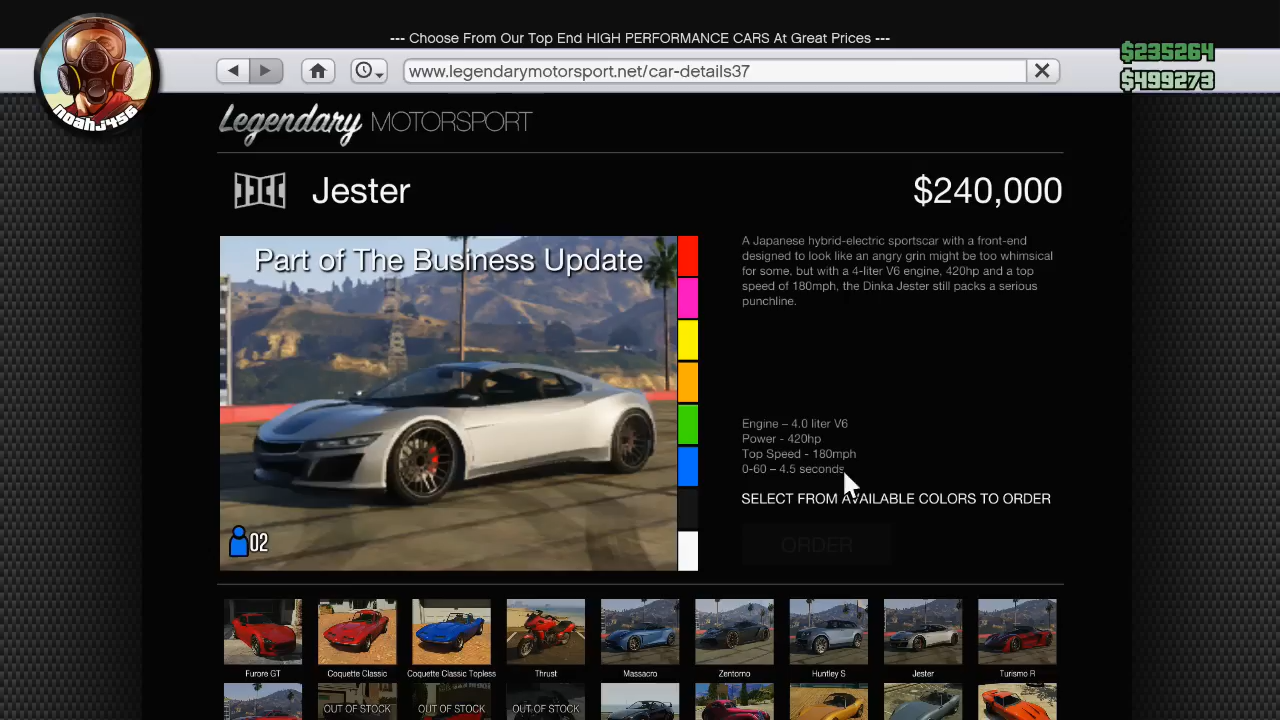 --- Choose From Our Top End HIGH PERFORMANCE CARS At Great Prices ---
$235264
www.legendarymotorsport.net/car-details37
$499273
NoahJ456
Legendary MOTORSPORT
Jester
$240,000
Part of The Business Update
A Japanese hybrid-electric sportscar with a front-end
designed to look like an angry grin might be too whimsical
for some, but with a 4-liter V6 engine, 420hp and a top
speed of 180mph, the Dinka Jester still packs a serious
punchline.
Engine – 4.0 liter V6
Power - 420hp
Top Speed - 180mph
0-60 – 4.5 seconds
SELECT FROM AVAILABLE COLORS TO ORDER
ORDER
02
Furore GT
Coquette Classic
Coquette Classic Topless
Thrust
Massacro
Zentorno
Huntley S
Jester
Turismo R
OUT OF STOCK
OUT OF STOCK
OUT OF STOCK